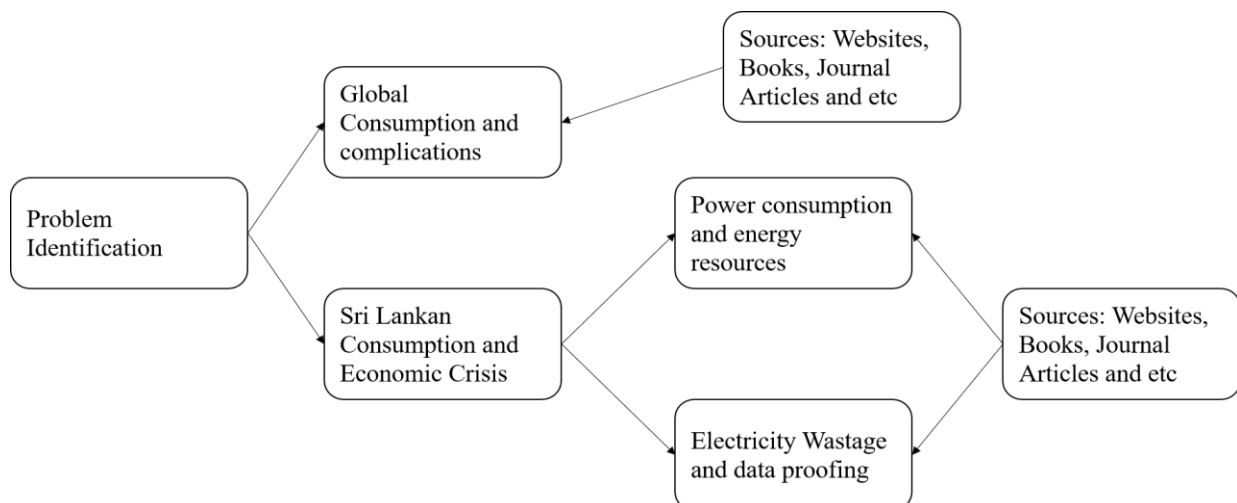 Sources: Websites,
Books, Journal
Articles and etc
Global
Consumption and
complications
Problem
Identification
Power consumption
and energy
resources
Sri Lankan
Consumption and
Economic Crisis
Sources: Websites,
Books, Journal
Articles and etc
Electricity Wastage
and data proofing